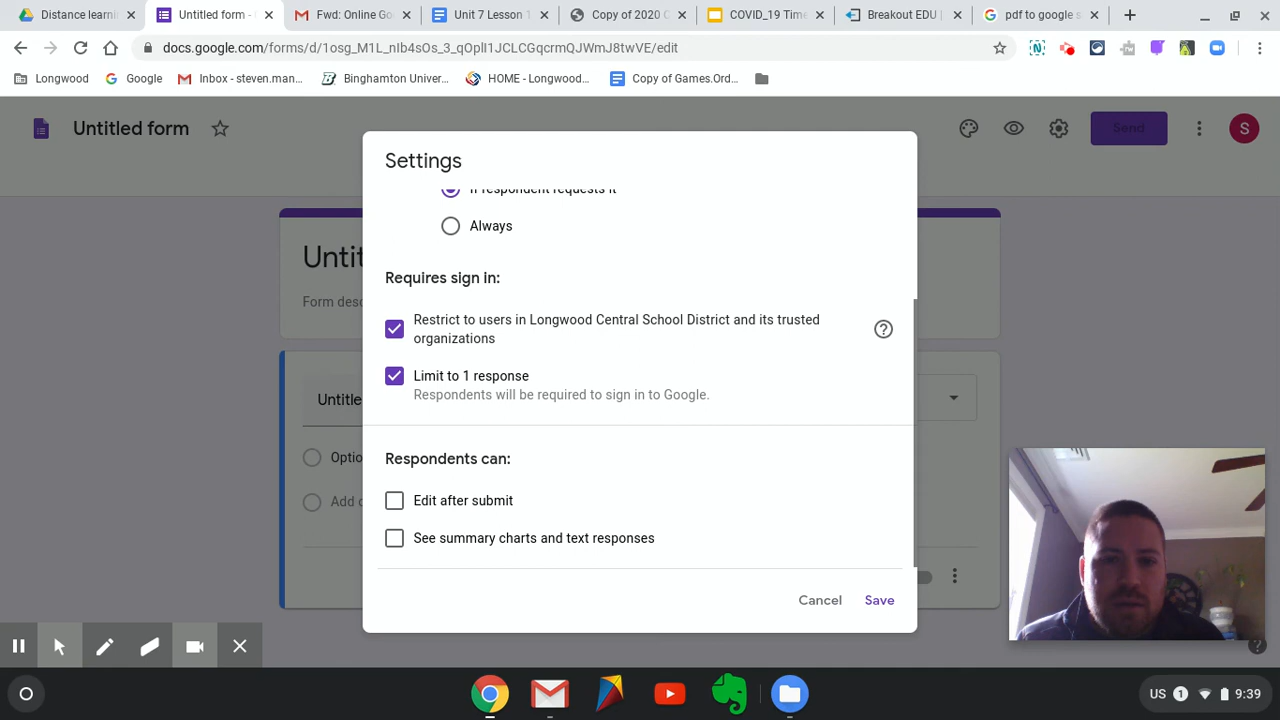 Distance learni
Untitled form -
Fwd: Online Go
Unit 7 Lesson 1
Copy of 2020 C
COVID_19 Time
Breakout EDU |
pdf to google s
docs.google.com/forms/d/1osg_M1L_nIb4sOs_3_qOplI1JCLCGqcrmQJWmJ8twVE/edit
Longwood
Google
Inbox - steven.man...
Binghamton Univer...
HOME - Longwood...
Copy of Games.Ord...
Untitled form
Send
S
Settings
If respondent requests it
Always
Untit
Requires sign in:
Form desc
Restrict to users in Longwood Central School District and its trusted
organizations
Limit to 1 response
Respondents will be required to sign in to Google.
Untitle
Optio
Add o
Respondents can:
Edit after submit
See summary charts and text responses
Cancel
Save
US
1
9:39